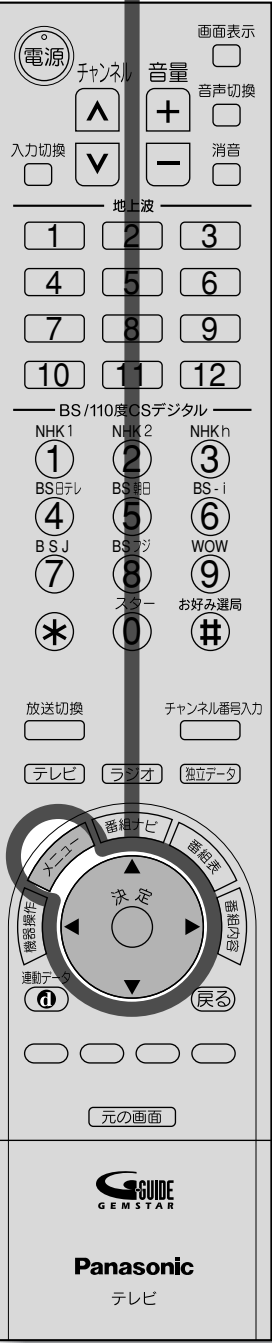 画面表示
電源
チャンネル 音量
音声切換
入力切換
消音
地上波
1 2 3
4 5 6
7 8 9
10 11 12
BS/110度CSデジタル
NHK1 NHK2 NHKh
1 2 3
BS日テレ BS朝日 BS-i
4 5 6
BSJ BSフジ WOW
7 8 9
スター お好み選局
* 0 #
放送切換 チャンネル番号入力
テレビ ラジオ 独立データ
メニュー 番組ナビ 番組表
機器操作 決定 番組内容
連動データ
d 戻る
元の画面
G-GUIDE
GEMSTAR
Panasonic
テレビ